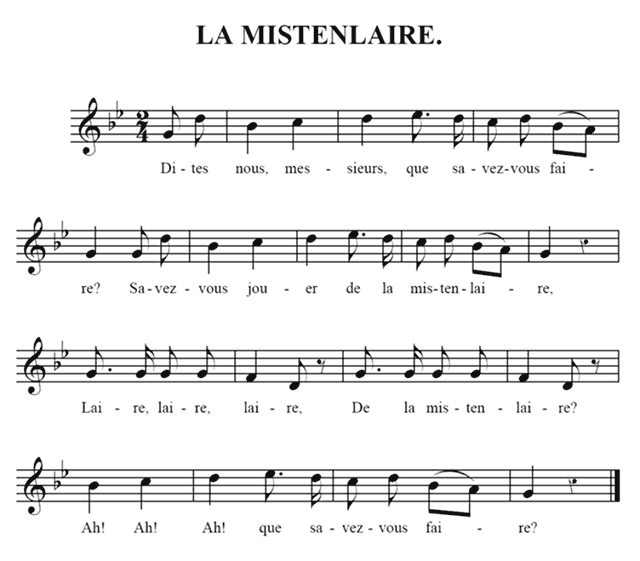 LA MISTENLAIRE.
2
4
Di - tes nous, mes - sieurs, que sa - vez-vous fai -
re? Sa-vez - vous jou - er de la mis-ten-lai - re,
Lai - re, lai - re, lai - re, De la mis - ten - lai - re?
Ah! Ah! Ah! que sa - vez - vous fai - re?